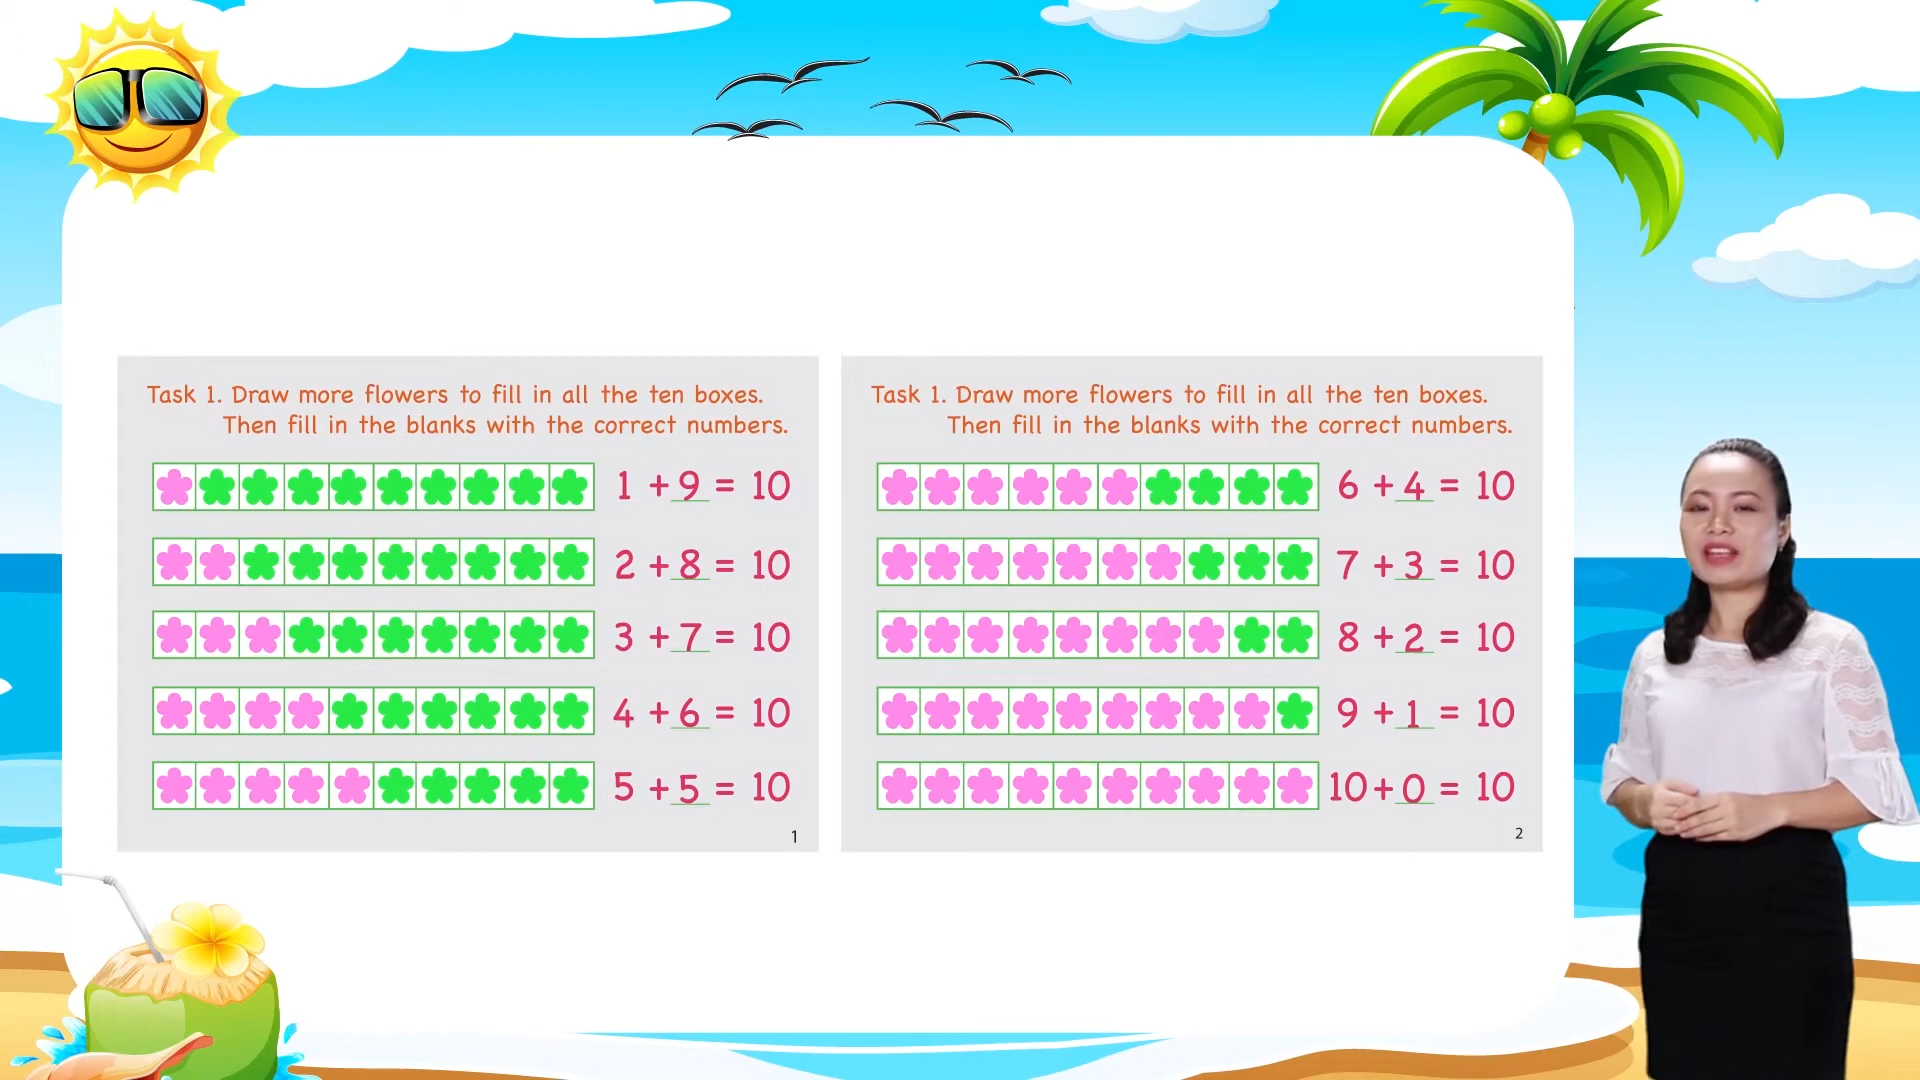 Task 1. Draw more flowers to fill in all the ten boxes.
Then fill in the blanks with the correct numbers.
1 + 9 = 10
2 + 8 = 10
3 + 7 = 10
4 + 6 = 10
5 + 5 = 10
1
Task 1. Draw more flowers to fill in all the ten boxes.
Then fill in the blanks with the correct numbers.
6 + 4 = 10
7 + 3 = 10
8 + 2 = 10
9 + 1 = 10
10 + 0 = 10
2